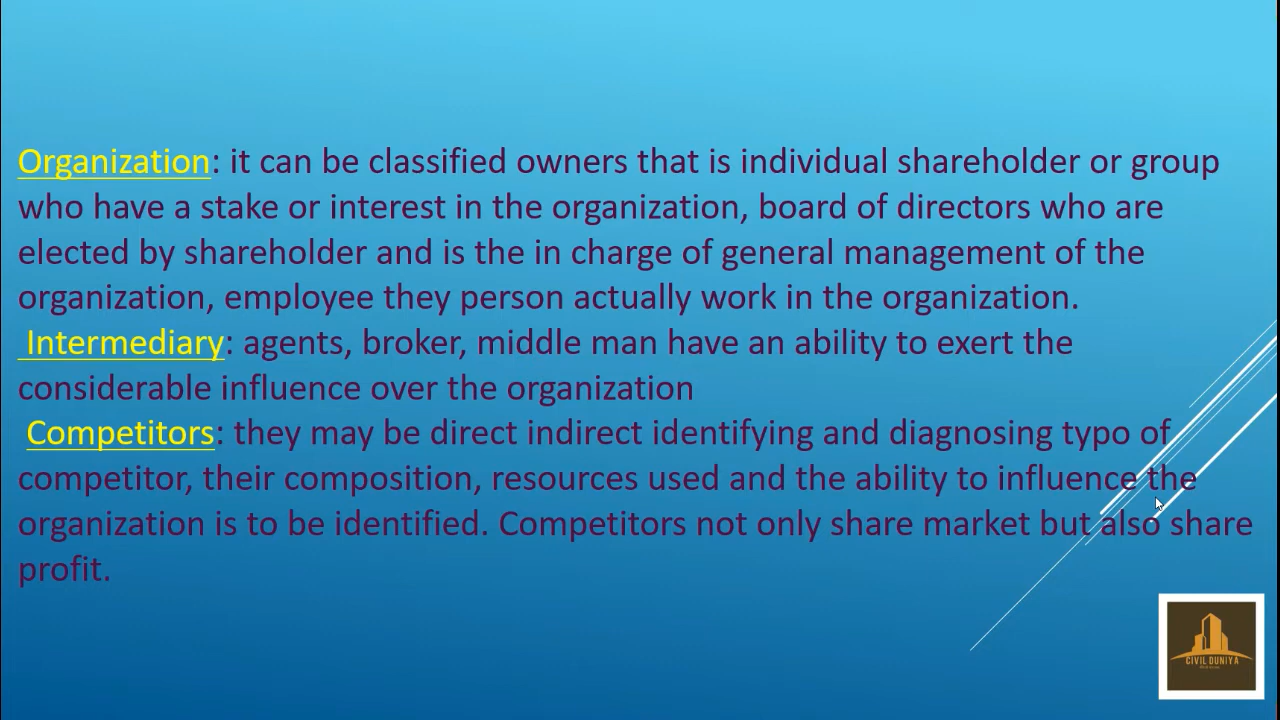 Organization: it can be classified owners that is individual shareholder or group
who have a stake or interest in the organization, board of directors who are
elected by shareholder and is the in charge of general management of the
organization, employee they person actually work in the organization.
Intermediary: agents, broker, middle man have an ability to exert the
considerable influence over the organization
Competitors: they may be direct indirect identifying and diagnosing typo of
competitor, their composition, resources used and the ability to influence the
organization is to be identified. Competitors not only share market but also share
profit.
CIVIL DUNIYA